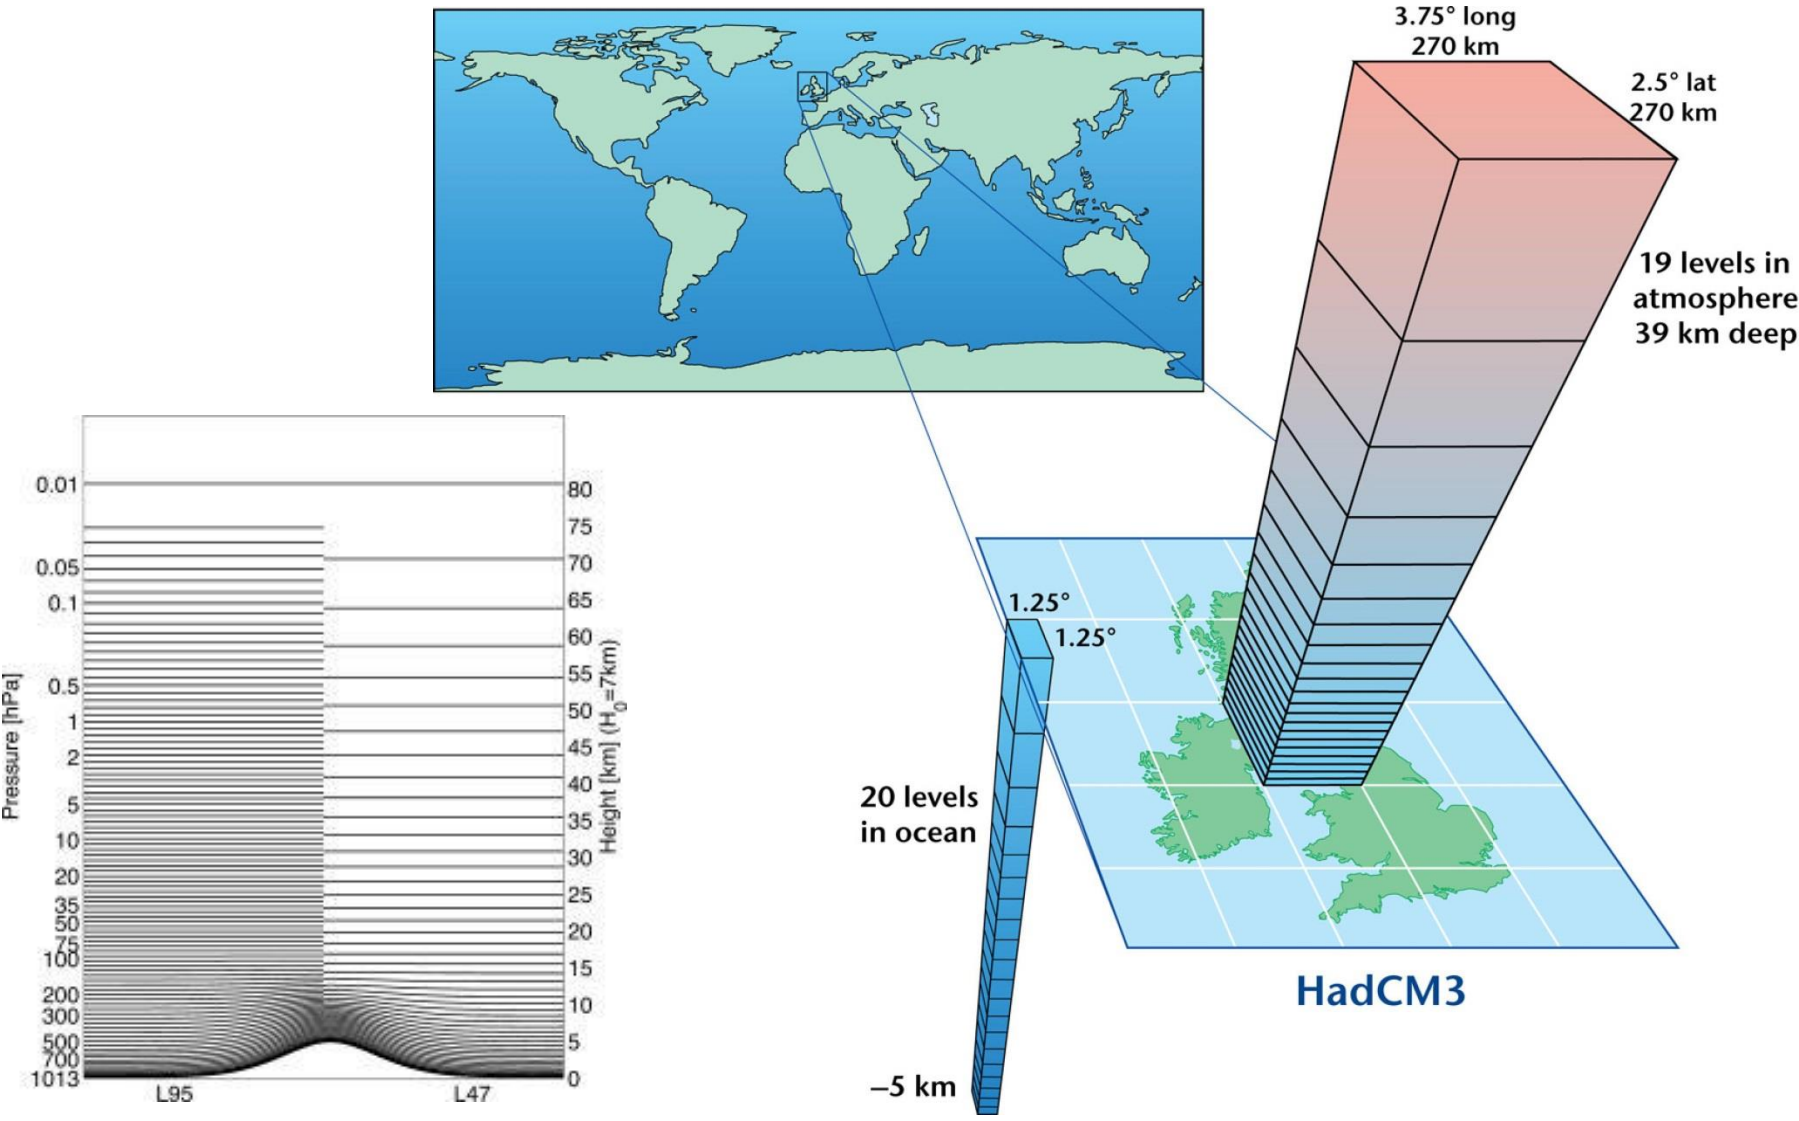 3.75° long
270 km
2.5° lat
270 km
19 levels in
atmosphere
39 km deep
1.25°
1.25°
20 levels
in ocean
–5 km
HadCM3
Pressure [hPa]
0.01
0.05
0.1
0.5
1
2
5
10
20
35
50
75
100
200
300
500
700
1013
80
75
70
65
60
55
50
45
40
35
30
25
20
15
10
5
0
Height [km] (H0=7km)
L95
L47